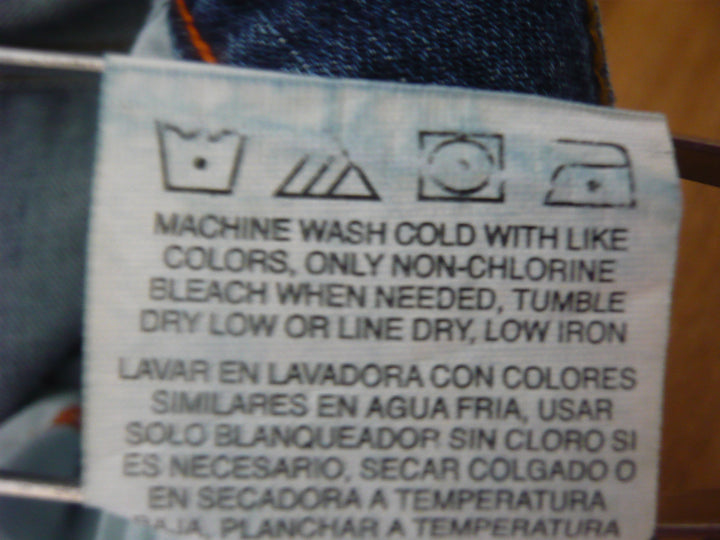 MACHINE WASH COLD WITH LIKE
COLORS, ONLY NON-CHLORINE
BLEACH WHEN NEEDED, TUMBLE
DRY LOW OR LINE DRY, LOW IRON
LAVAR EN LAVADORA CON COLORES
SIMILARES EN AGUA FRIA, USAR
SOLO BLANQUEADOR SIN CLORO SI
ES NECESARIO, SECAR COLGADO O
EN SECADORA A TEMPERATURA
BAJA, PLANCHAR A TEMPERATURA